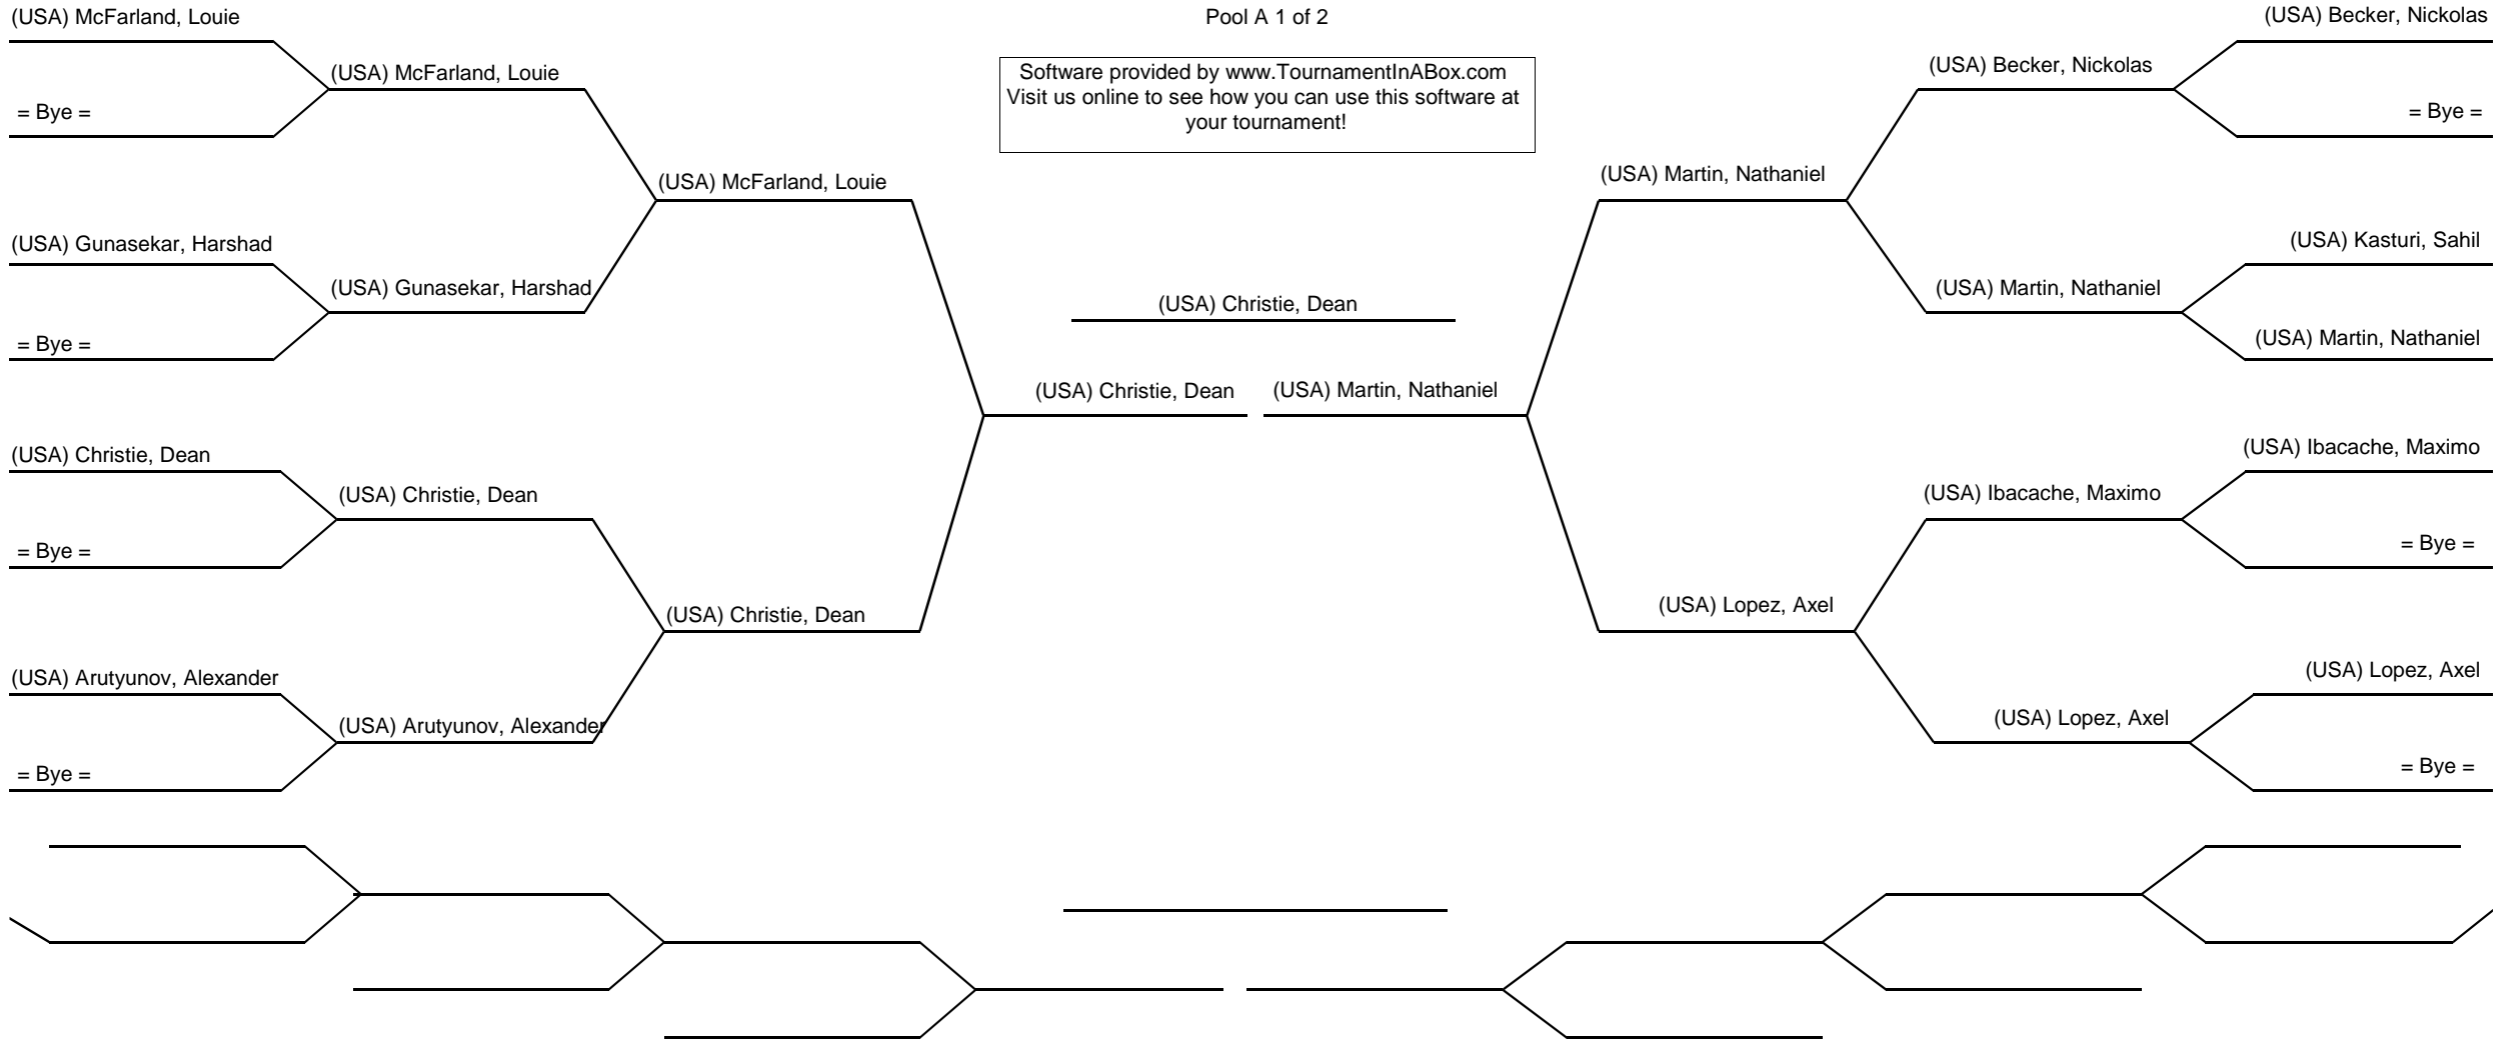 (USA) McFarland, Louie
= Bye =
(USA) Gunasekar, Harshad
= Bye =
(USA) Christie, Dean
= Bye =
(USA) Arutyunov, Alexander
= Bye =
(USA) McFarland, Louie
(USA) Gunasekar, Harshad
(USA) Christie, Dean
(USA) Arutyunov, Alexander
(USA) McFarland, Louie
(USA) Christie, Dean
Pool A 1 of 2
Software provided by www.TournamentInABox.com
Visit us online to see how you can use this software at
your tournament!
(USA) Christie, Dean
(USA) Christie, Dean
(USA) Martin, Nathaniel
(USA) Martin, Nathaniel
(USA) Lopez, Axel
(USA) Becker, Nickolas
(USA) Martin, Nathaniel
(USA) Ibacache, Maximo
(USA) Lopez, Axel
(USA) Becker, Nickolas
= Bye =
(USA) Kasturi, Sahil
(USA) Martin, Nathaniel
(USA) Ibacache, Maximo
= Bye =
(USA) Lopez, Axel
= Bye =